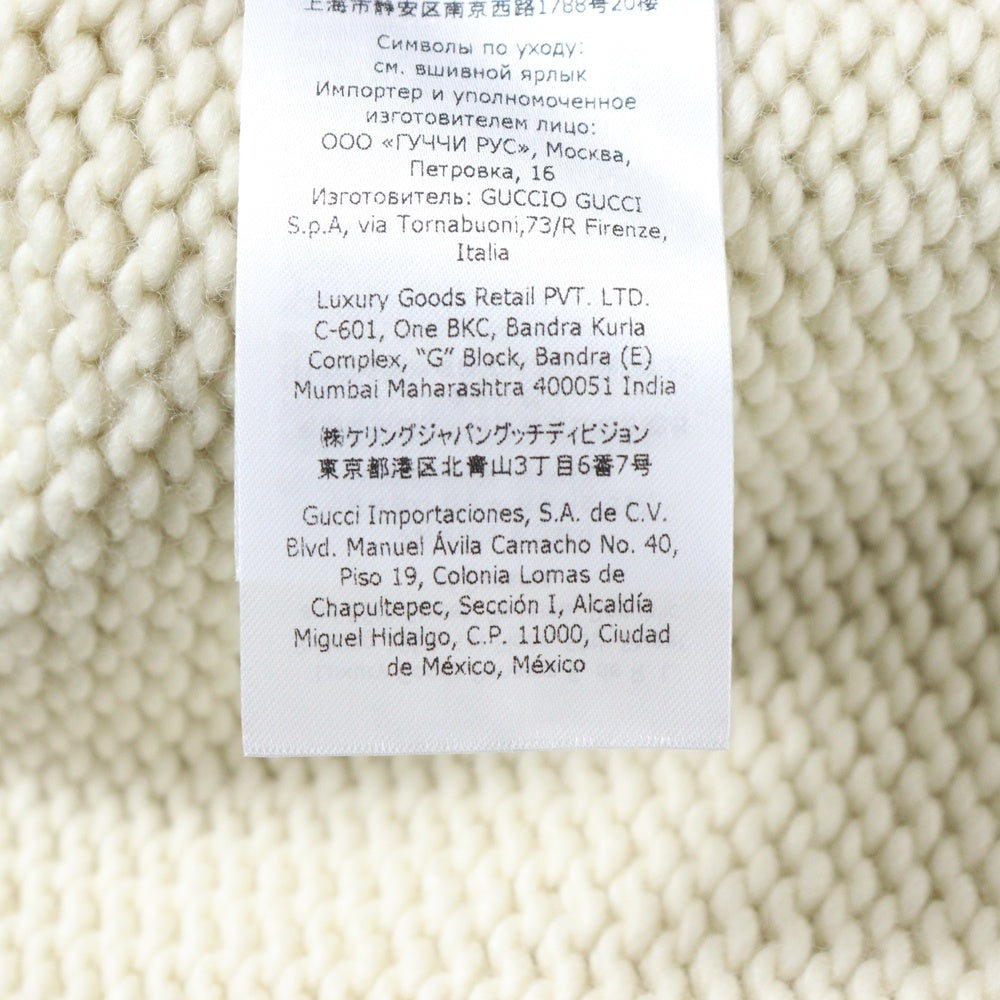 上海市静安区南京西路1788号20楼
Символы по уходу:
см. вшивной ярлык
Импортер и уполномоченное
изготовителем лицо:
ООО «ГУЧЧИ РУС», Москва,
Петровка, 16
Изготовитель: GUCCIO GUCCI
S.p.A, via Tornabuoni,73/R Firenze,
Italia
Luxury Goods Retail PVT. LTD.
C-601, One BKC, Bandra Kurla
Complex, “G” Block, Bandra (E)
Mumbai Maharashtra 400051 India
㈱ケリングジャパングッチディビジョン
東京都港区北青山3丁目6番7号
Gucci Importaciones, S.A. de C.V.
Blvd. Manuel Ávila Camacho No. 40,
Piso 19, Colonia Lomas de
Chapultepec, Sección I, Alcaldía
Miguel Hidalgo, C.P. 11000, Ciudad
de México, México